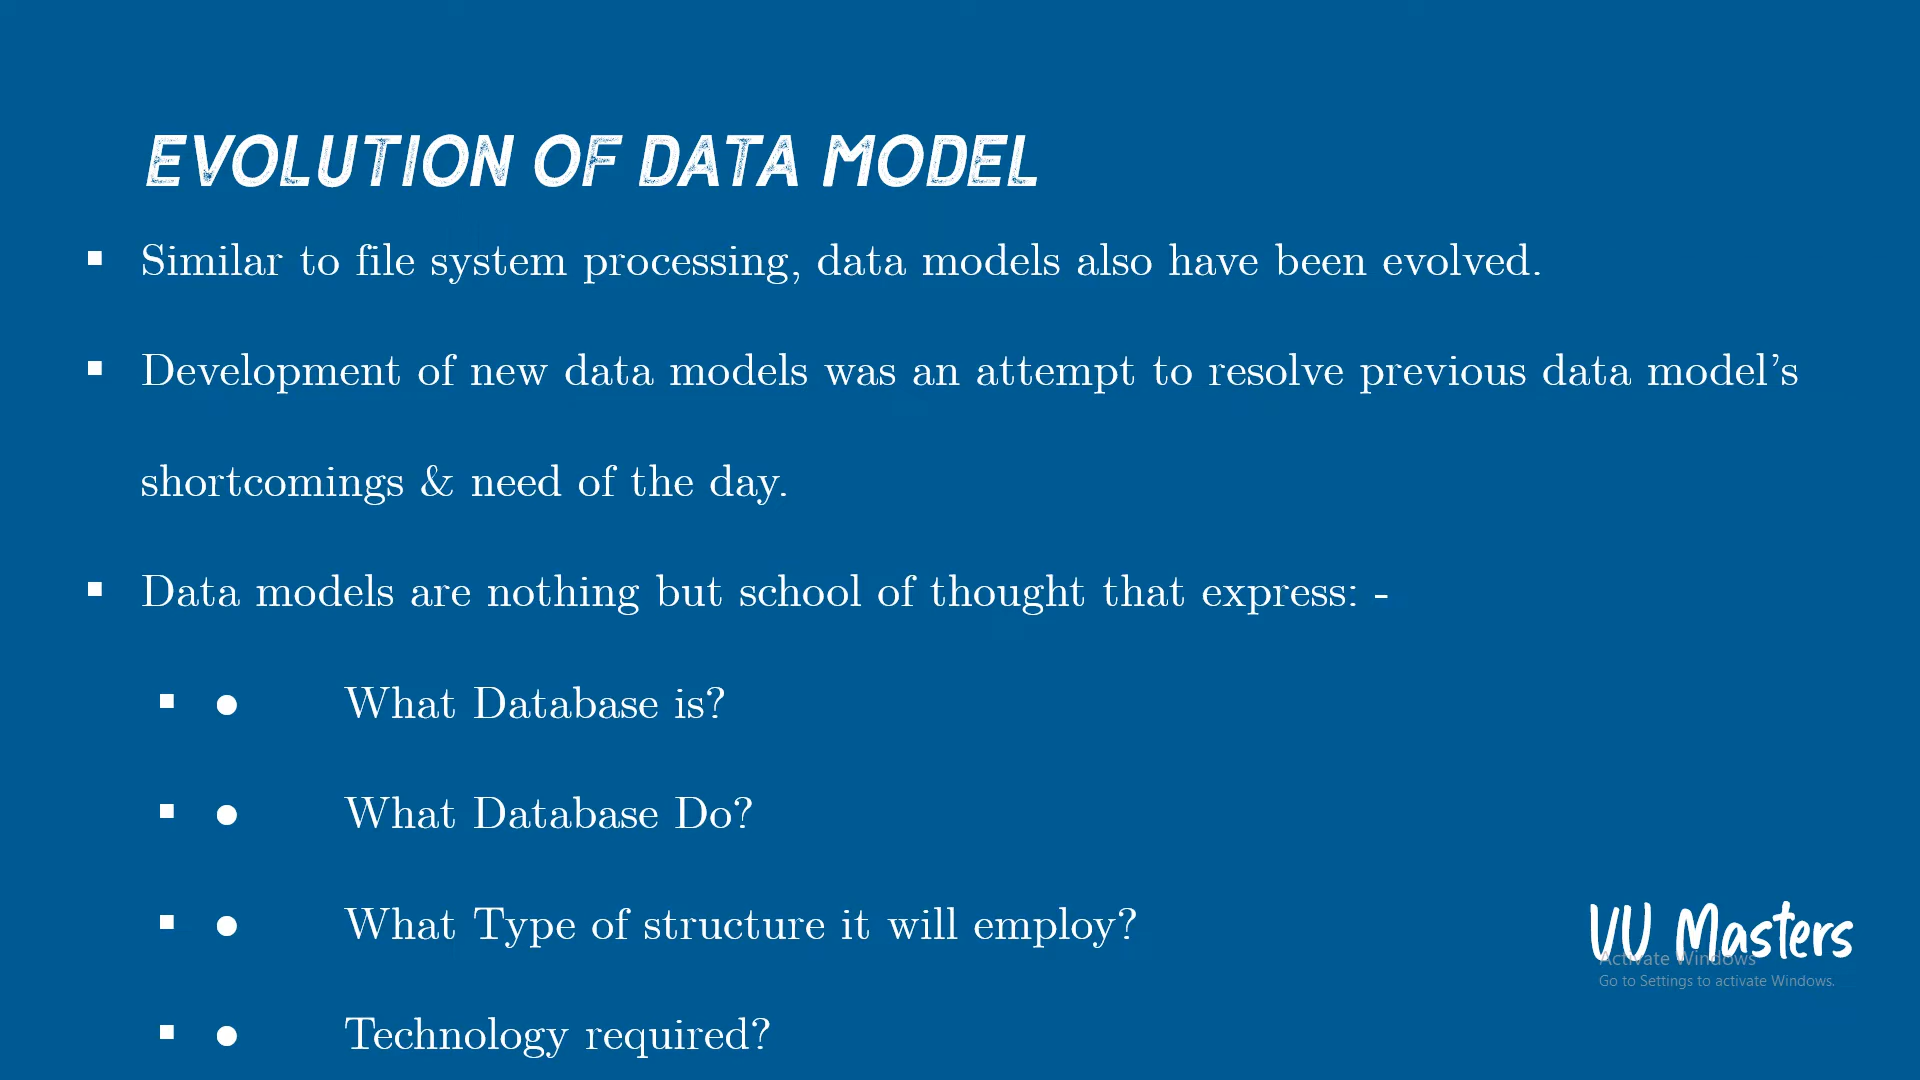 EVOLUTION OF DATA MODEL
▪ Similar to file system processing, data models also have been evolved.
▪ Development of new data models was an attempt to resolve previous data model’s
shortcomings & need of the day.
▪ Data models are nothing but school of thought that express: -
▪ ● What Database is?
▪ ● What Database Do?
▪ ● What Type of structure it will employ?
▪ ● Technology required?
VU Masters
Activate Windows
Go to Settings to activate Windows.